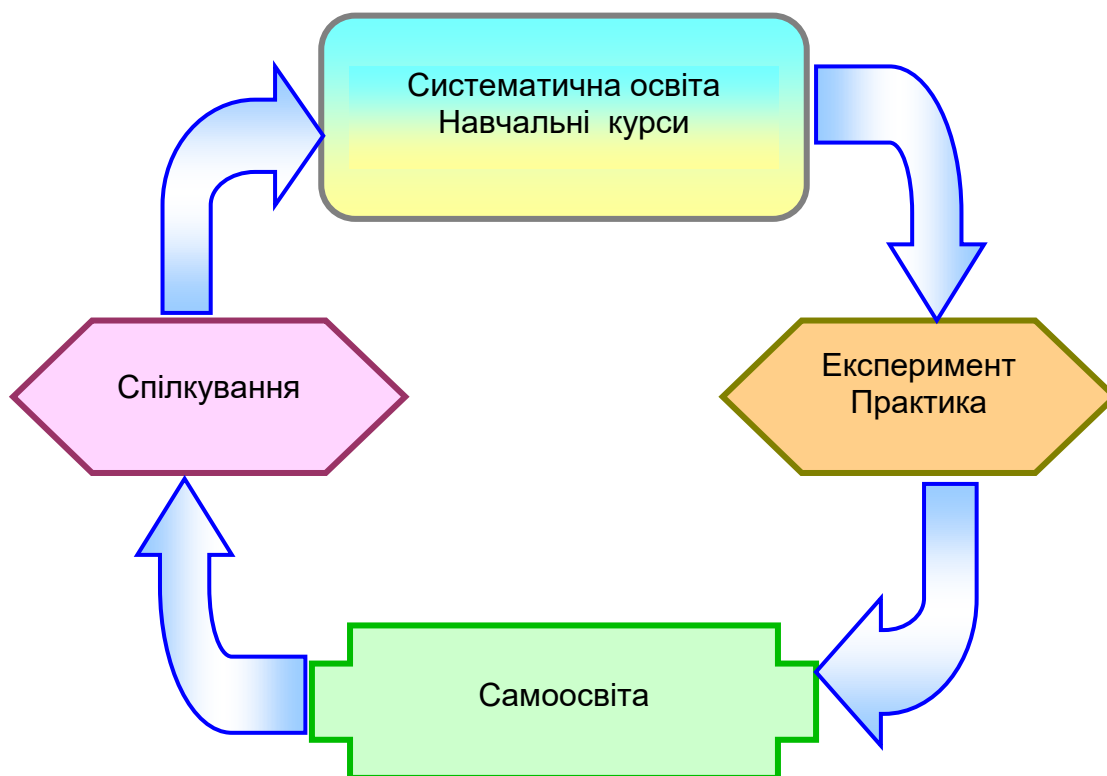 Систематична освіта
Навчальні курси
Спілкування
Експеримент
Практика
Самоосвіта